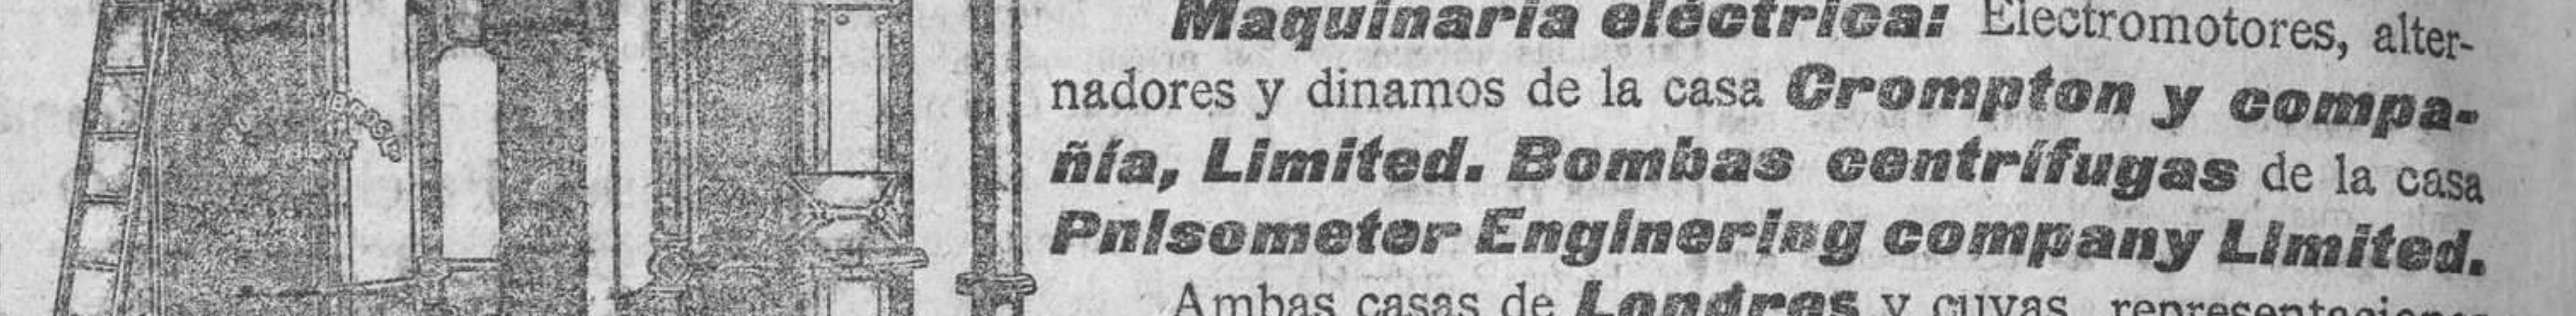 Maquinaria eléctrica: Electromotores, alter-
nadores y dinamos de la casa Crompton y compa-
ñía, Limited. Bombas centrífugas de la casa
Pnlsometer Enginering company Limited.
Ambas casas de Londres y cuyas representaciones